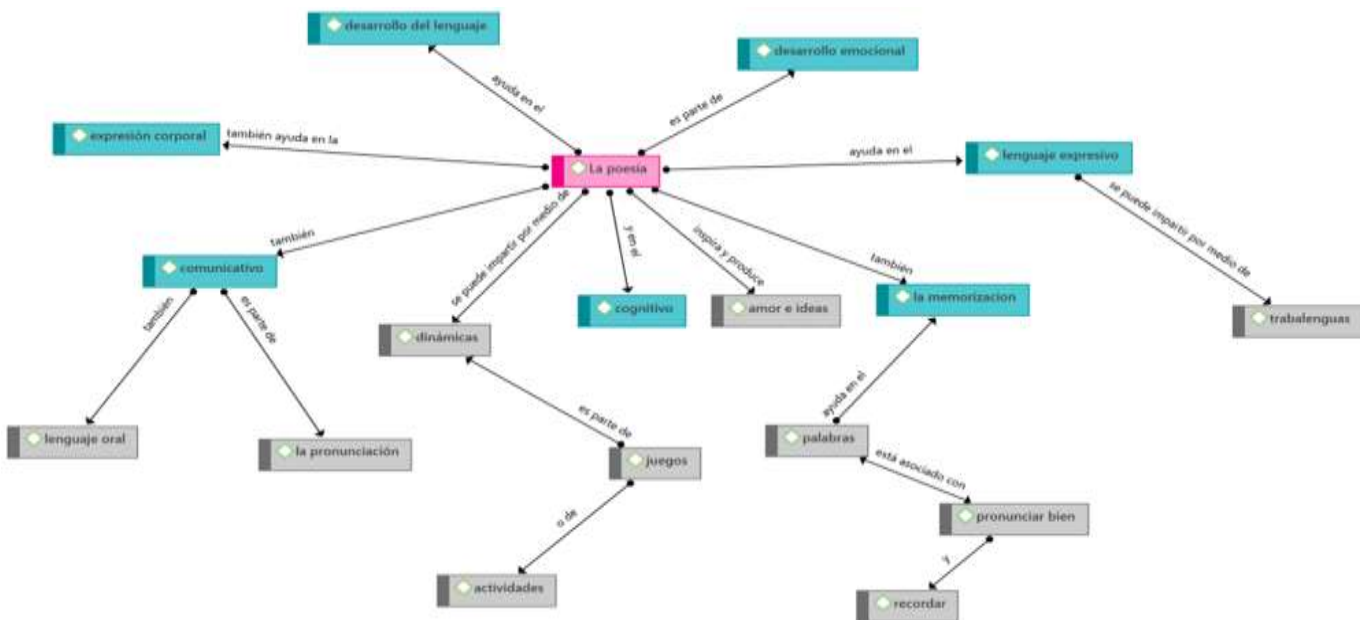 desarrollo del lenguaje
desarrollo emocional
ayuda en el
es parte de
expresión corporal
también ayuda en la
La poesía
ayuda en el
lenguaje expresivo
también
se puede impartir por medio de
y en el
inspira y produce
también
se puede impartir por medio de
comunicativo
cognitivo
amor e ideas
la memorizacion
trabalenguas
también
es parte de
dinámicas
ayuda en el
lenguaje oral
la pronunciación
es parte de
juegos
palabras
está asociado con
o de
pronunciar bien
y
actividades
recordar